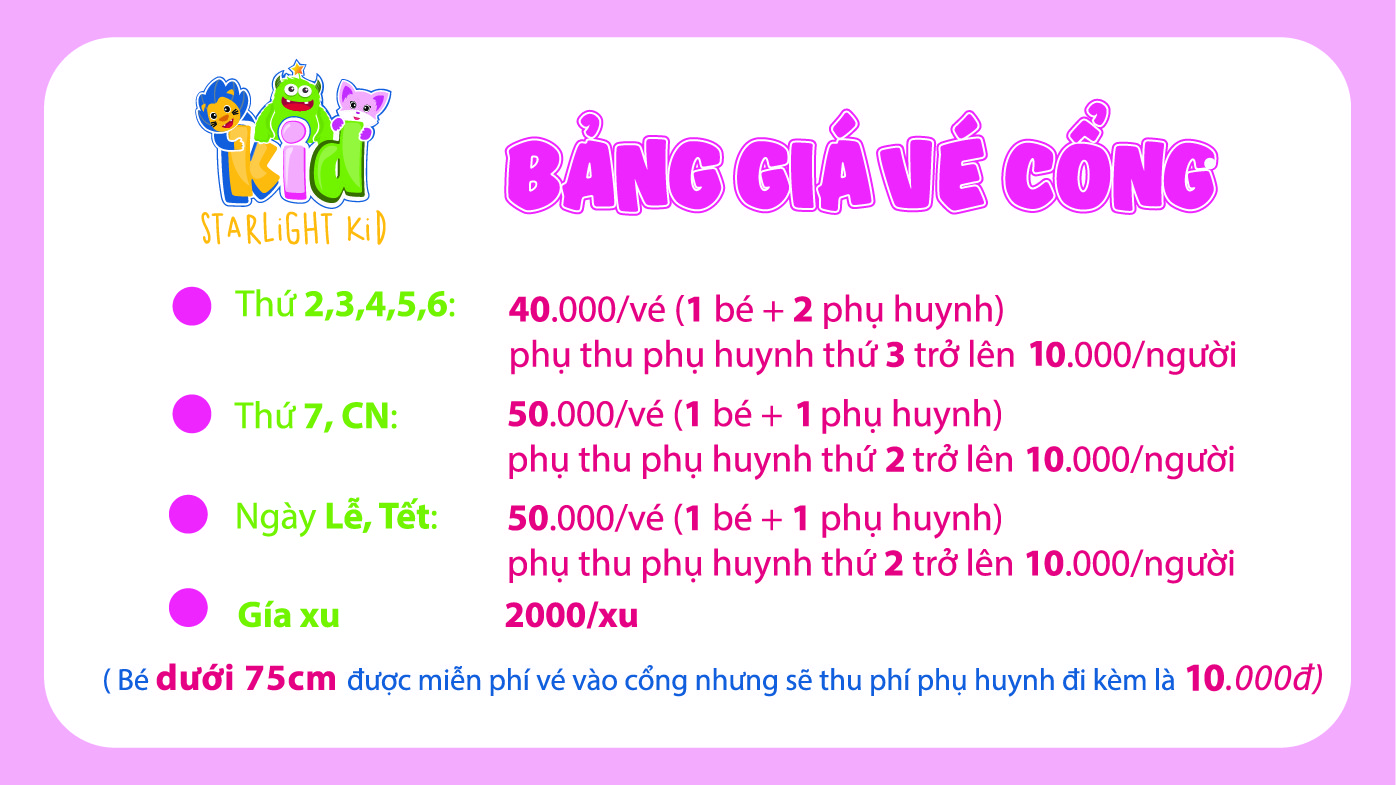 kid
STARLiGHT KiD
BẢNG GIÁ VÉ CỔNG
Thứ 2,3,4,5,6: 40.000/vé (1 bé + 2 phụ huynh)
phụ thu phụ huynh thứ 3 trở lên 10.000/người
Thứ 7, CN: 50.000/vé (1 bé + 1 phụ huynh)
phụ thu phụ huynh thứ 2 trở lên 10.000/người
Ngày Lễ, Tết: 50.000/vé (1 bé + 1 phụ huynh)
phụ thu phụ huynh thứ 2 trở lên 10.000/người
Gía xu 2000/xu
( Bé dưới 75cm được miễn phí vé vào cổng nhưng sẽ thu phí phụ huynh đi kèm là 10.000đ)